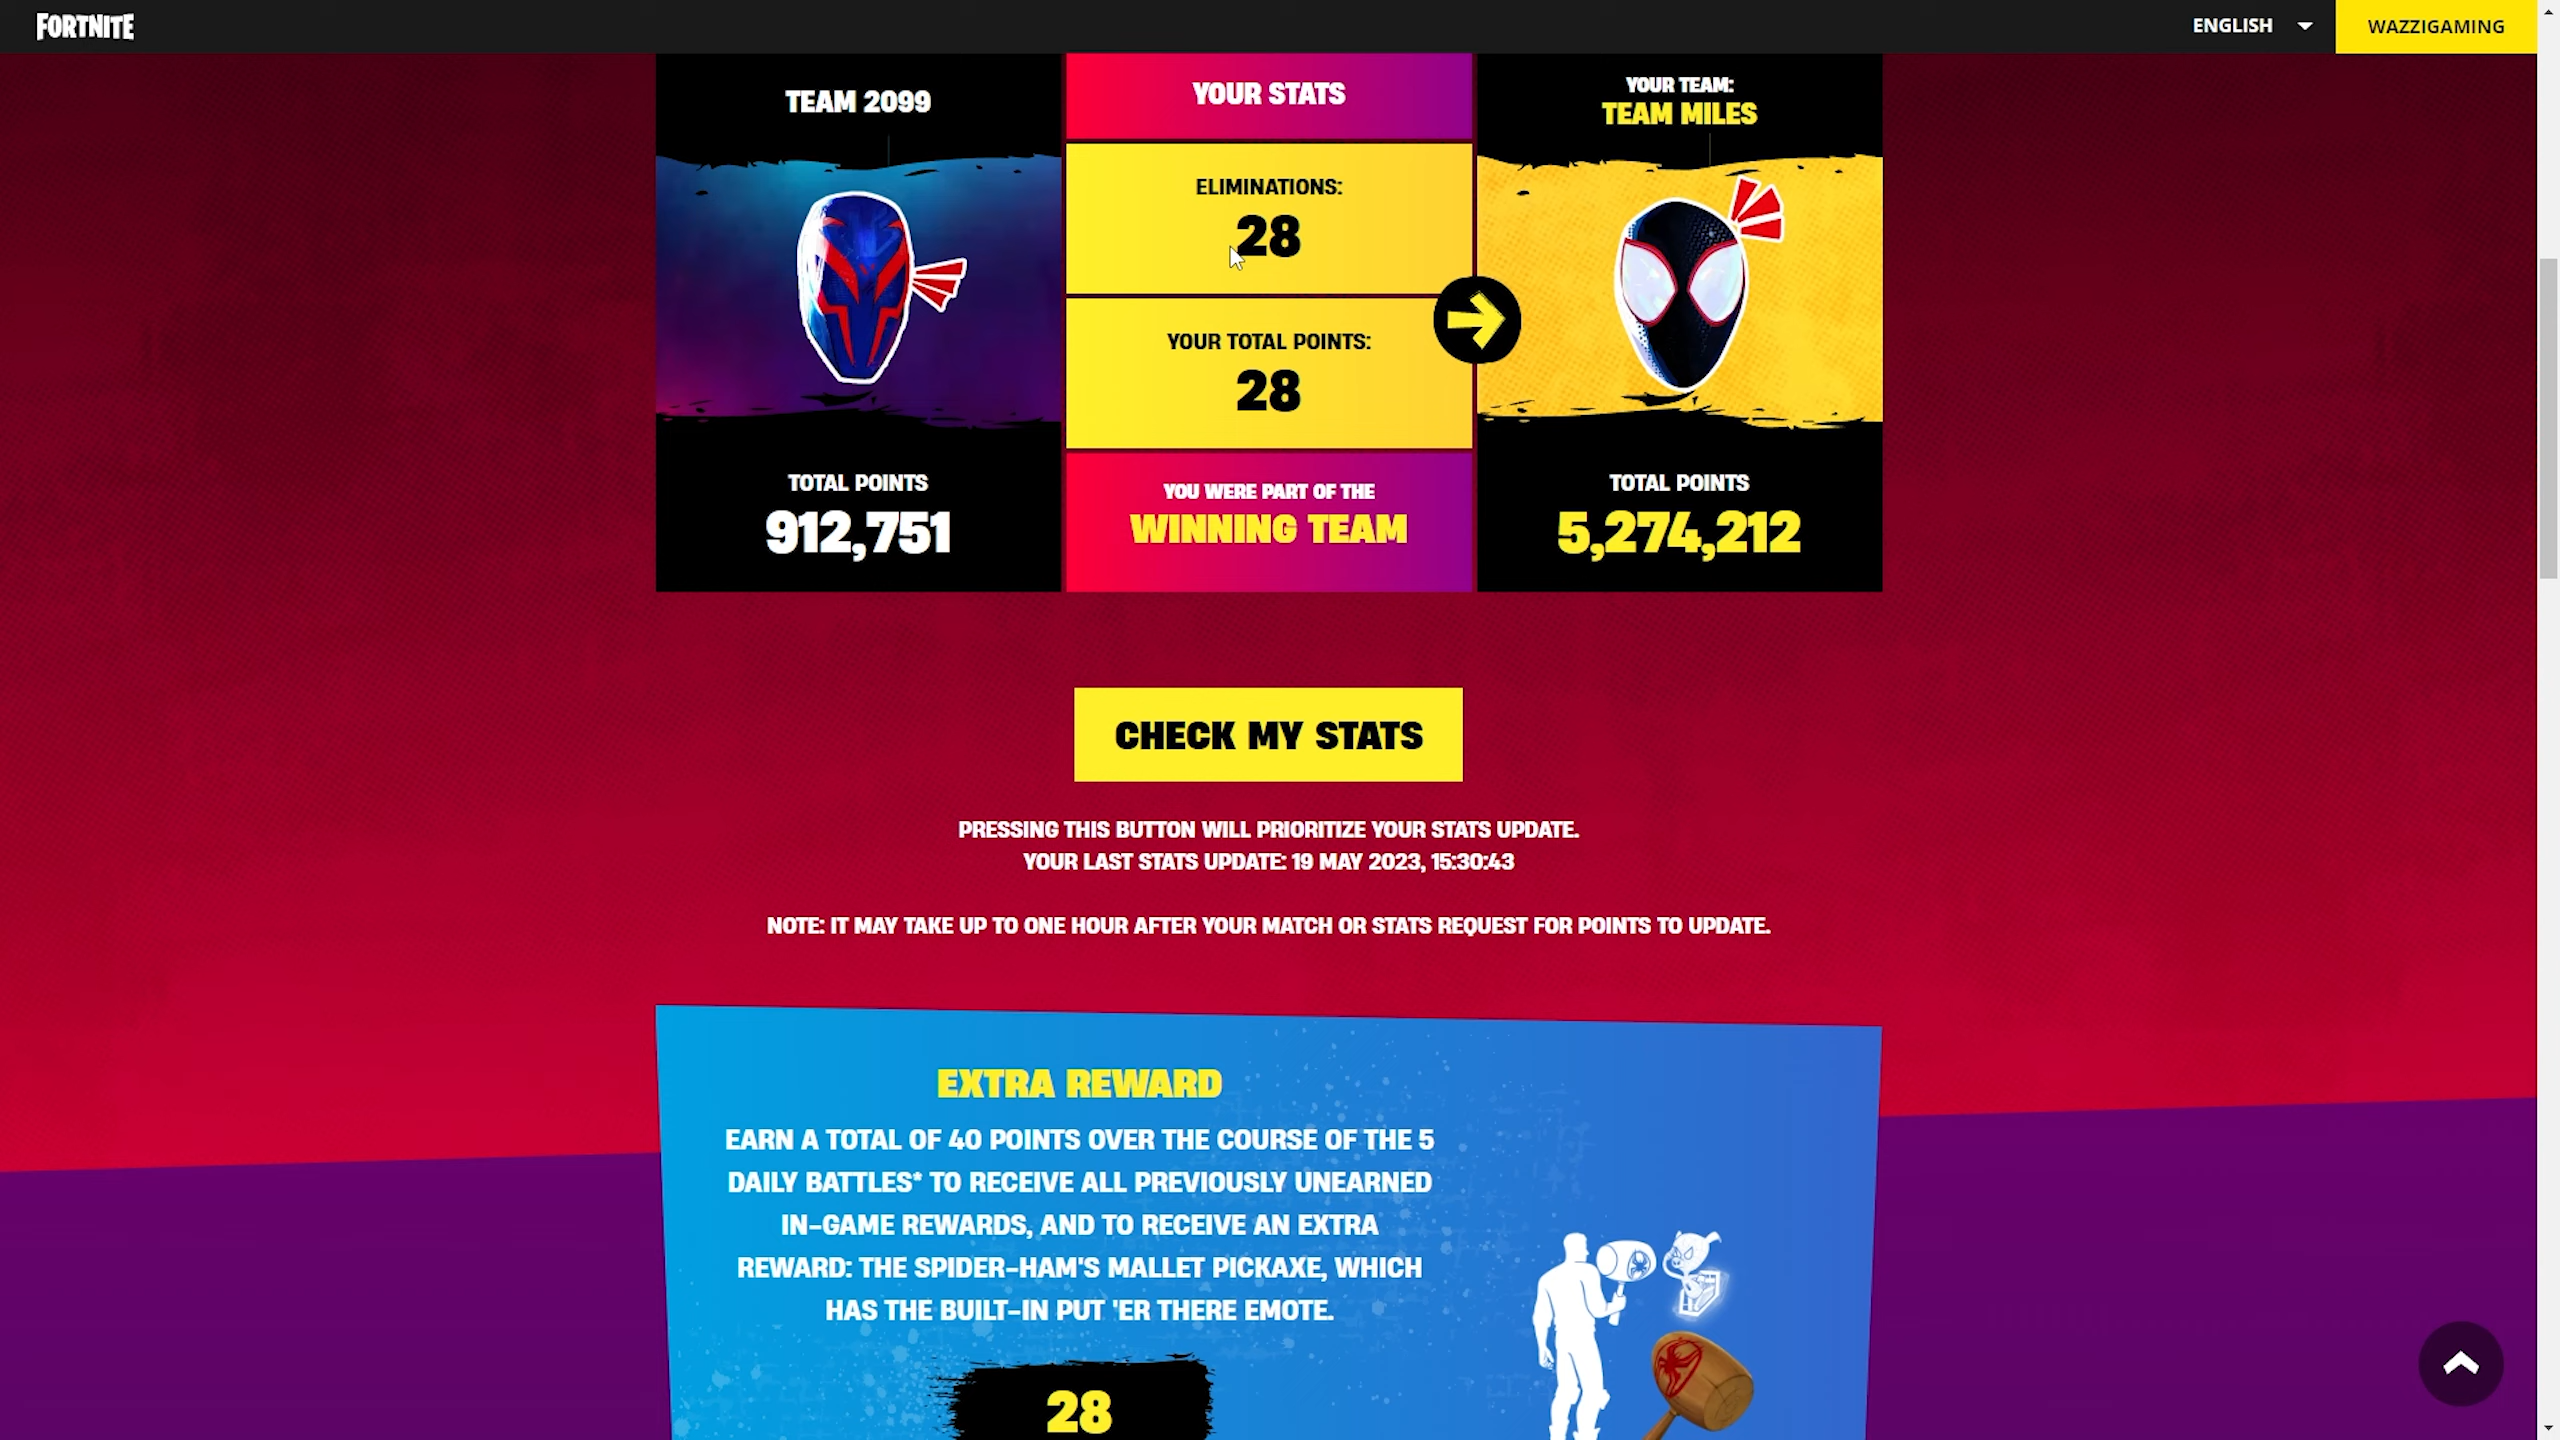 FORTNITE
ENGLISH
WAZZIGAMING
TEAM 2099
TOTAL POINTS
912,751
YOUR STATS
ELIMINATIONS:
28
YOUR TOTAL POINTS:
28
YOU WERE PART OF THE
WINNING TEAM
YOUR TEAM:
TEAM MILES
TOTAL POINTS
5,274,212
CHECK MY STATS
PRESSING THIS BUTTON WILL PRIORITIZE YOUR STATS UPDATE.
YOUR LAST STATS UPDATE: 19 MAY 2023, 15:30:43
NOTE: IT MAY TAKE UP TO ONE HOUR AFTER YOUR MATCH OR STATS REQUEST FOR POINTS TO UPDATE.
EXTRA REWARD
EARN A TOTAL OF 40 POINTS OVER THE COURSE OF THE 5
DAILY BATTLES* TO RECEIVE ALL PREVIOUSLY UNEARNED
IN-GAME REWARDS, AND TO RECEIVE AN EXTRA
REWARD: THE SPIDER-HAM'S MALLET PICKAXE, WHICH
HAS THE BUILT-IN PUT 'ER THERE EMOTE.
28